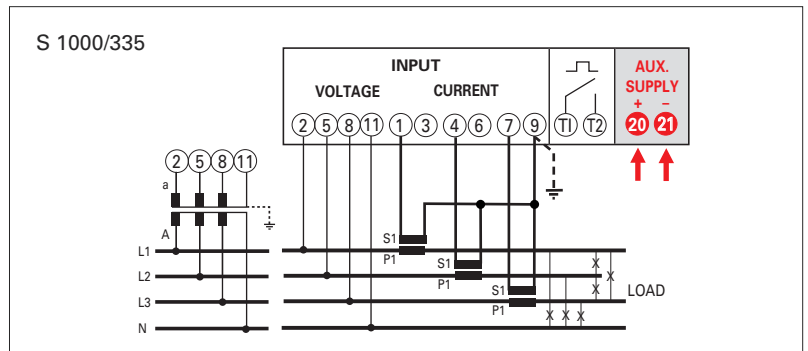 S 1000/335
INPUT
VOLTAGE CURRENT
AUX.
SUPPLY
+ –
2 5 8 11 1 3 4 6 7 9 T1 T2 20 21
2 5 8 11
a
A
S1
L1
P1
S1
L2
P1
S1
L3
P1
LOAD
N
X X X X X X